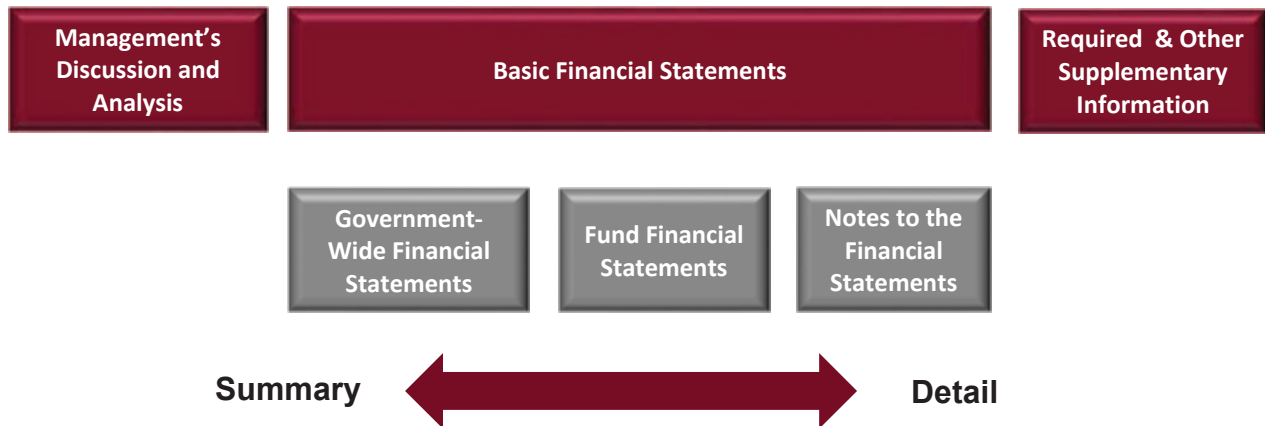 Management’s
Discussion and
Analysis
Basic Financial Statements
Required & Other
Supplementary
Information
Government-
Wide Financial
Statements
Fund Financial
Statements
Notes to the
Financial
Statements
Summary
Detail